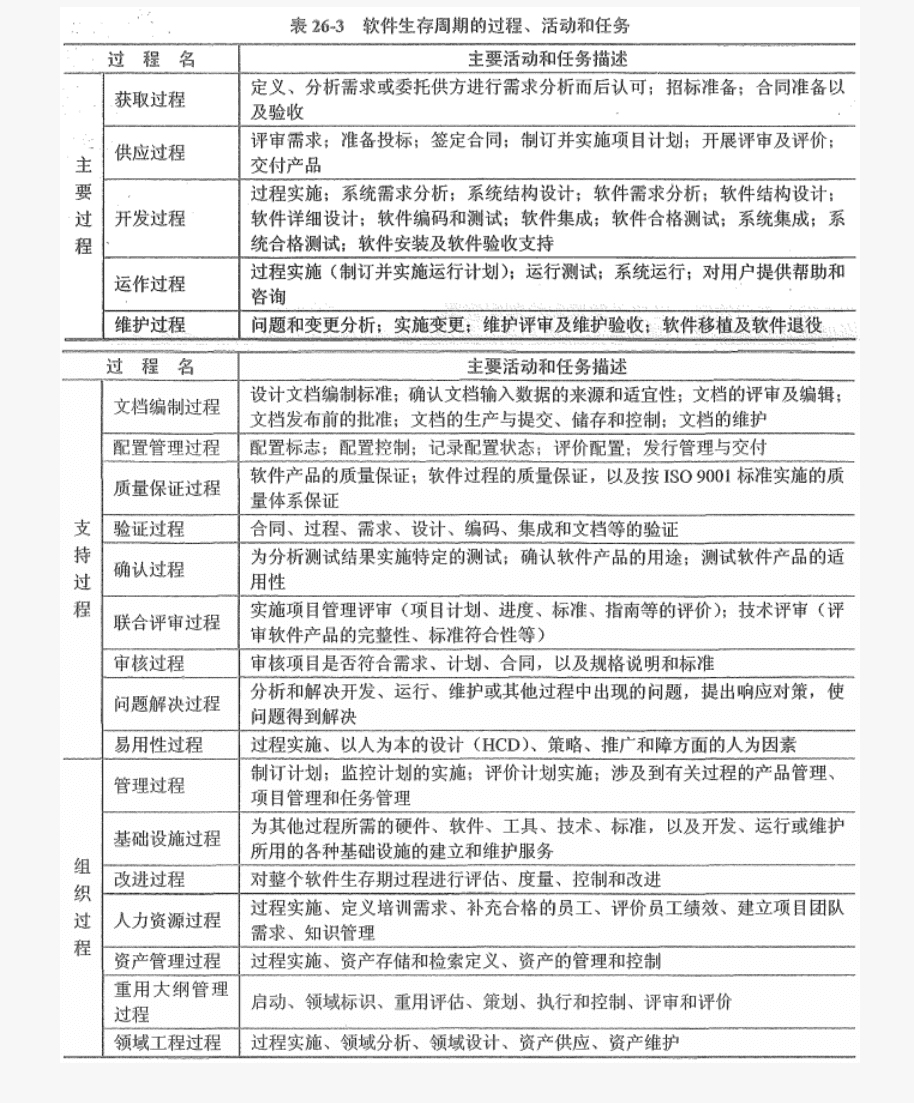 表 26-3 软件生存周期的过程、活动和任务
过 程 名 主要活动和任务描述
主要过程
获取过程
定义、分析需求或委托供方进行需求分析而后认可；招标准备；合同准备以
及验收
供应过程
评审需求；准备投标；签定合同；制订并实施项目计划；开展评审及评价；
交付产品
开发过程
过程实施；系统需求分析；系统结构设计；软件需求分析；软件结构设计；
软件详细设计；软件编码和测试；软件集成；软件合格测试；系统集成；系
统合格测试；软件安装及软件验收支持
运作过程
过程实施（制订并实施运行计划）；运行测试；系统运行；对用户提供帮助和
咨询
维护过程
问题和变更分析；实施变更；维护评审及维护验收；软件移植及软件退役
过 程 名 主要活动和任务描述
支持过程
文档编制过程
设计文档编制标准；确认文档输入数据的来源和适宜性；文档的评审及编辑；
文档发布前的批准；文档的生产与提交、储存和控制；文档的维护
配置管理过程
配置标志；配置控制；记录配置状态；评价配置；发行管理与交付
质量保证过程
软件产品的质量保证；软件过程的质量保证，以及按 ISO 9001 标准实施的质
量体系保证
验证过程
合同、过程、需求、设计、编码、集成和文档等的验证
确认过程
为分析测试结果实施特定的测试；确认软件产品的用途；测试软件产品的适
用性
联合评审过程
实施项目管理评审（项目计划、进度、标准、指南等的评价）；技术评审（评
审软件产品的完整性、标准符合性等）
审核过程
审核项目是否符合需求、计划、合同，以及规格说明和标准
问题解决过程
分析和解决开发、运行、维护或其他过程中出现的问题，提出响应对策，使
问题得到解决
易用性过程
过程实施、以人为本的设计（HCD）、策略、推广和障方面的人为因素
组织过程
管理过程
制订计划；监控计划的实施；评价计划实施；涉及到有关过程的产品管理、
项目管理和任务管理
基础设施过程
为其他过程所需的硬件、软件、工具、技术、标准，以及开发、运行或维护
所用的各种基础设施的建立和维护服务
改进过程
对整个软件生存期过程进行评估、度量、控制和改进
人力资源过程
过程实施、定义培训需求、补充合格的员工、评价员工绩效、建立项目团队
需求、知识管理
资产管理过程
过程实施、资产存储和检索定义、资产的管理和控制
重用大纲管理
过程
启动、领域标识、重用评估、策划、执行和控制、评审和评价
领域工程过程
过程实施、领域分析、领域设计、资产供应、资产维护